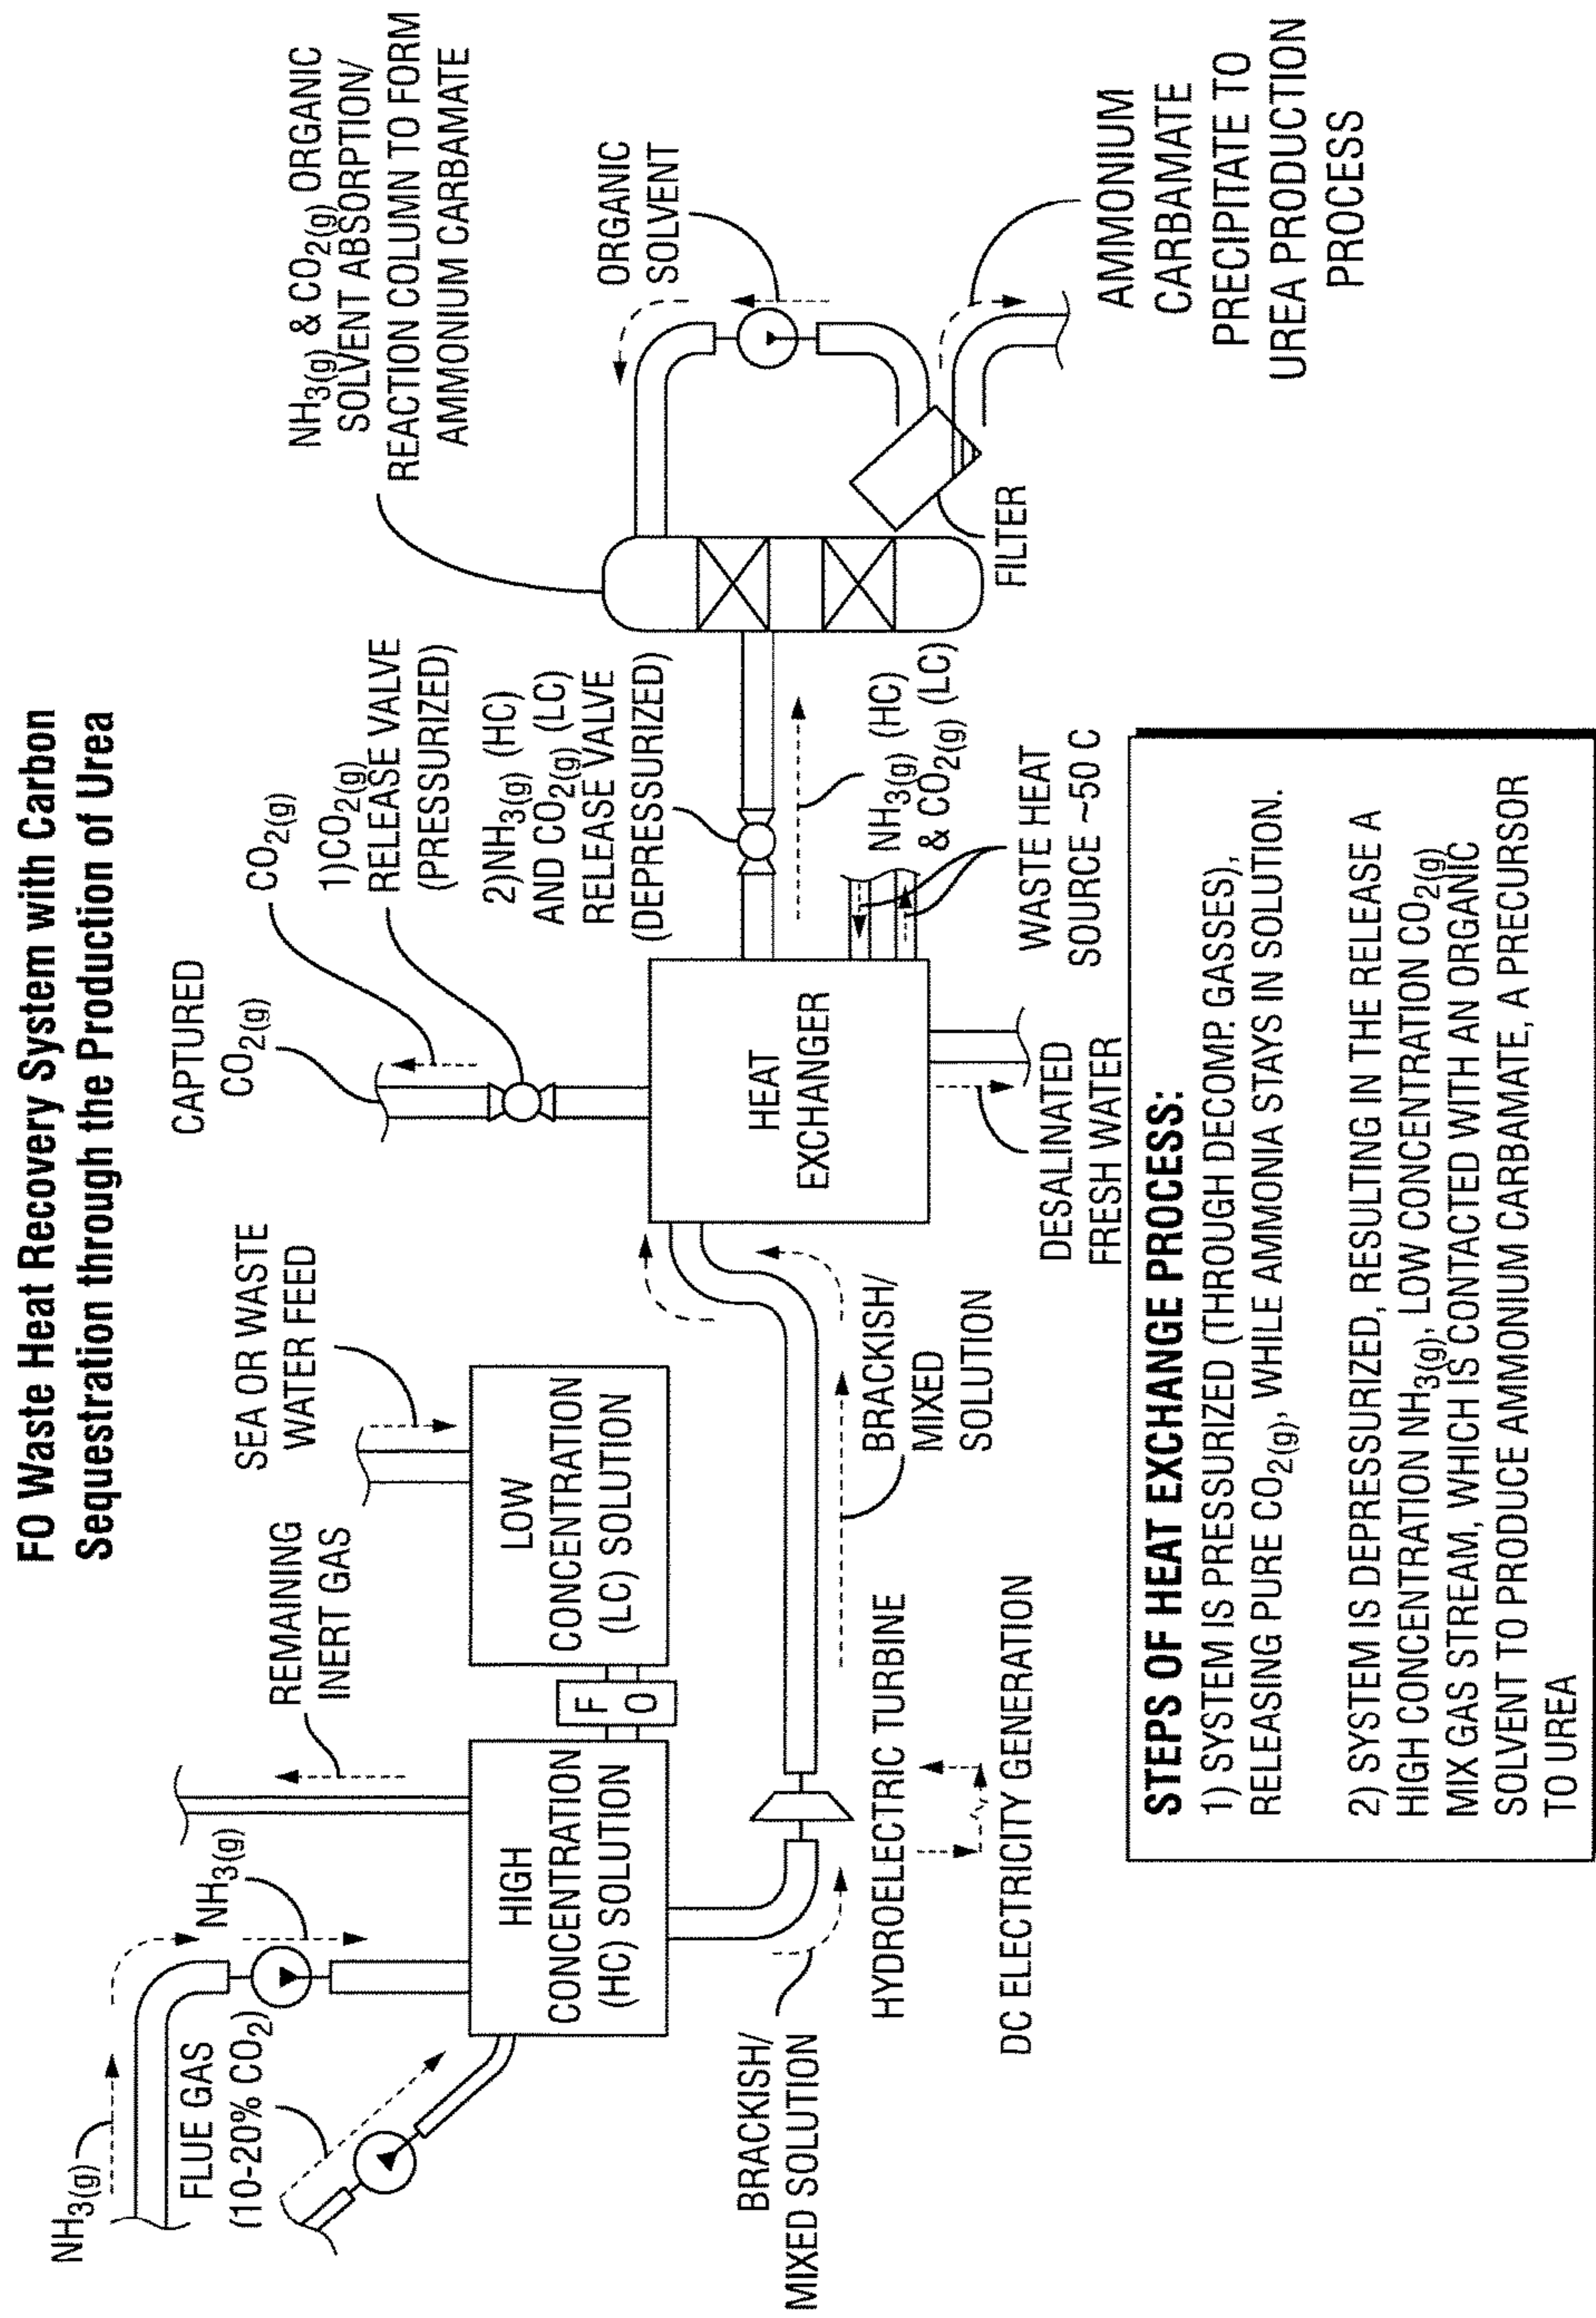 FO Waste Heat Recovery System with Carbon
Sequestration through the Production of Urea
NH3(g)
FLUE GAS
(10-20% CO2)
NH3(g)
REMAINING
INERT GAS
SEA OR WASTE
WATER FEED
CAPTURED
CO2(g)
CO2(g)
1)CO2(g)
RELEASE VALVE
(PRESSURIZED)
2)NH3(g) (HC)
AND CO2(g) (LC)
RELEASE VALVE
(DEPRESSURIZED)
NH3(g) & CO2(g) ORGANIC
SOLVENT ABSORPTION/
REACTION COLUMN TO FORM
AMMONIUM CARBAMATE
HIGH
CONCENTRATION
(HC) SOLUTION
F
O
LOW
CONCENTRATION
(LC) SOLUTION
HEAT
EXCHANGER
ORGANIC
SOLVENT
NH3(g) (HC)
& CO2(g) (LC)
FILTER
WASTE HEAT
SOURCE ~50 C
BRACKISH/
MIXED SOLUTION
HYDROELECTRIC TURBINE
DC ELECTRICITY GENERATION
BRACKISH/
MIXED
SOLUTION
DESALINATED
FRESH WATER
AMMONIUM
CARBAMATE
PRECIPITATE TO
UREA PRODUCTION
PROCESS
STEPS OF HEAT EXCHANGE PROCESS:
1) SYSTEM IS PRESSURIZED (THROUGH DECOMP. GASSES),
RELEASING PURE CO2(g), WHILE AMMONIA STAYS IN SOLUTION.
2) SYSTEM IS DEPRESSURIZED, RESULTING IN THE RELEASE A
HIGH CONCENTRATION NH3(g), LOW CONCENTRATION CO2(g)
MIX GAS STREAM, WHICH IS CONTACTED WITH AN ORGANIC
SOLVENT TO PRODUCE AMMONIUM CARBAMATE, A PRECURSOR
TO UREA